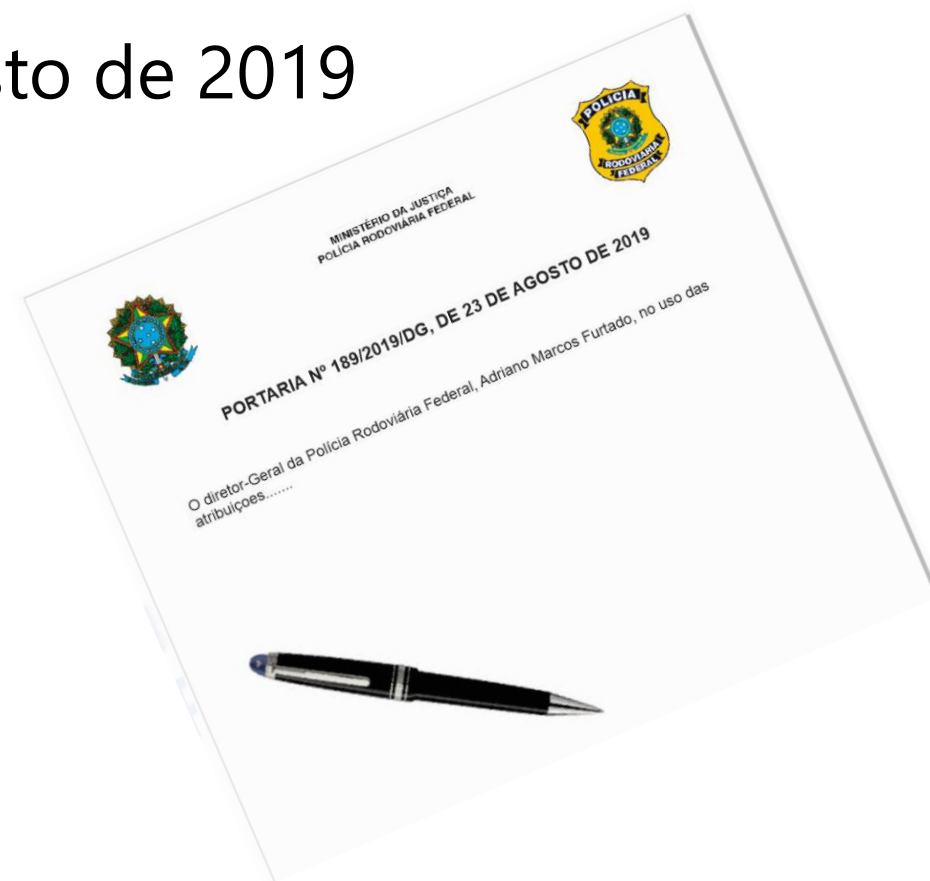 sto de 2019
POLICIA
RODOVIÁRIA
FEDERAL
MINISTÉRIO DA JUSTIÇA
POLÍCIA RODOVIÁRIA FEDERAL
PORTARIA Nº 189/2019/DG, DE 23 DE AGOSTO DE 2019
O diretor-Geral da Polícia Rodoviária Federal, Adriano Marcos Furtado, no uso das
atribuiçoes.......